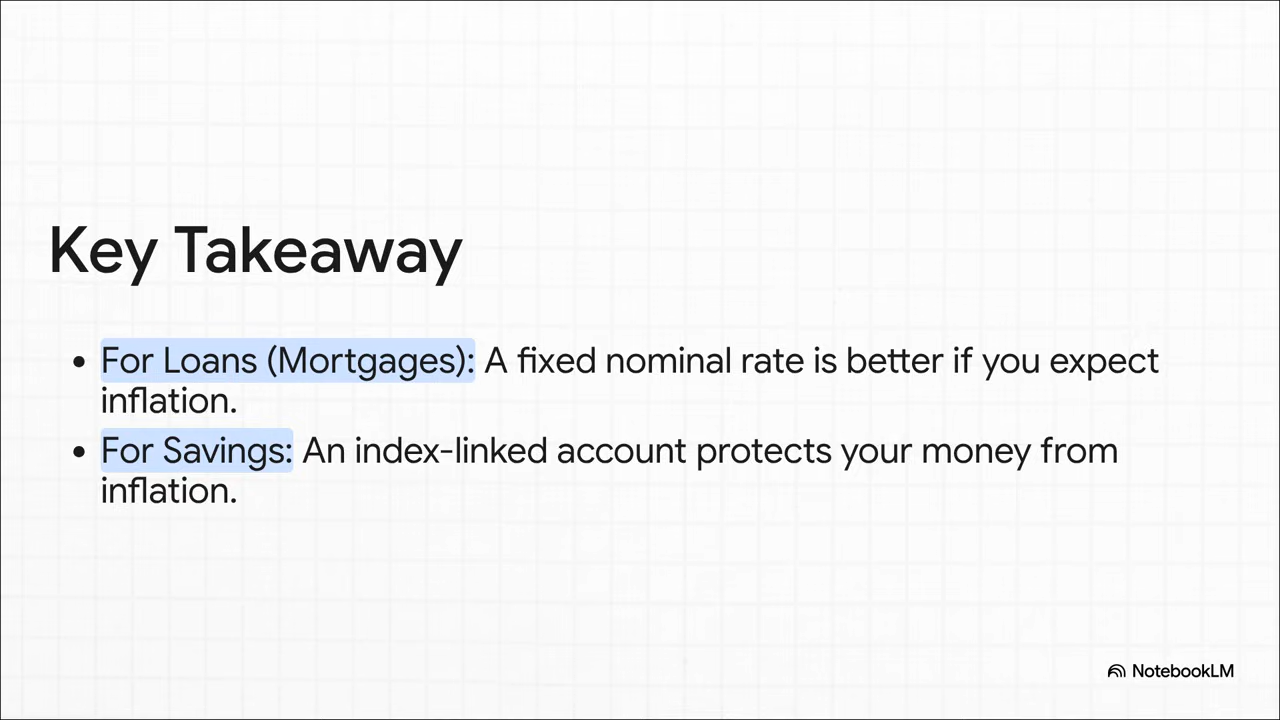 Key Takeaway
• For Loans (Mortgages): A fixed nominal rate is better if you expect
inflation.
• For Savings: An index-linked account protects your money from
inflation.
NotebookLM